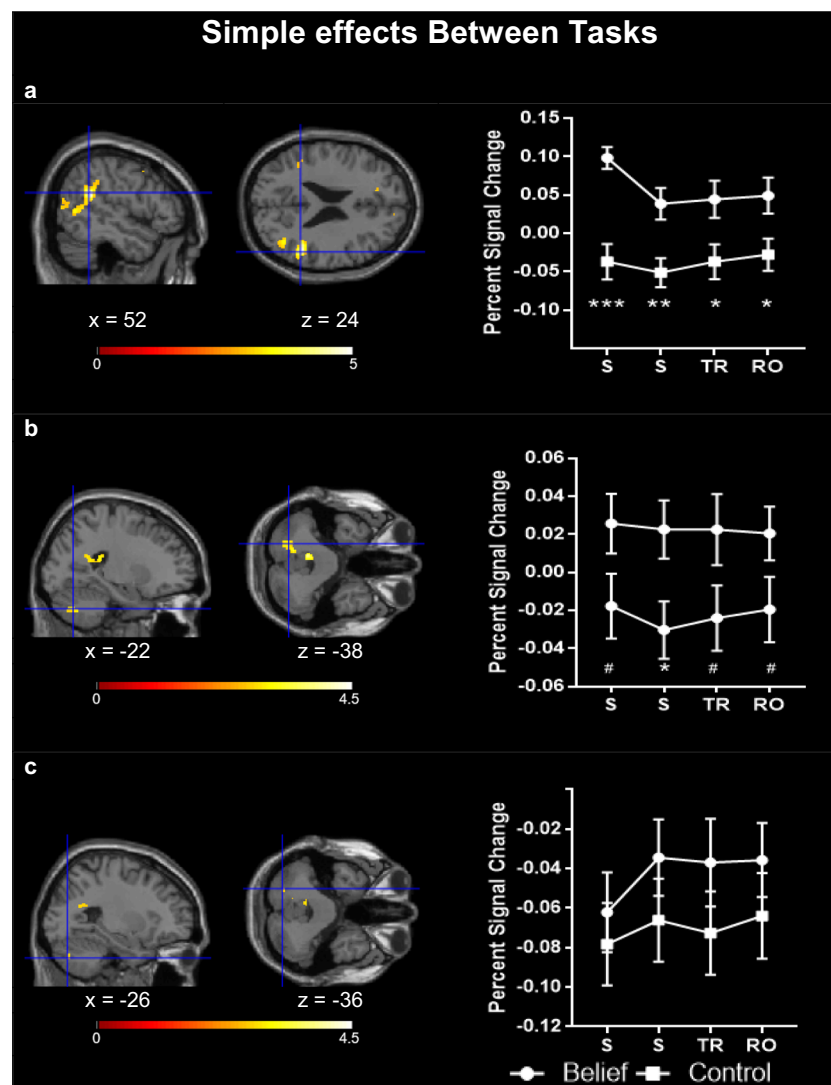 Simple effects Between Tasks
a
x = 52
z = 24
0
5
Percent Signal Change
0.15
0.10
0.05
0.00
-0.05
-0.10
*** ** * *
S S TR RO
b
x = -22
z = -38
0
4.5
Percent Signal Change
0.06
0.04
0.02
0.00
-0.02
-0.04
-0.06
# * # #
S S TR RO
c
x = -26
z = -36
0
4.5
Percent Signal Change
-0.02
-0.04
-0.06
-0.08
-0.10
-0.12
S S TR RO
Belief Control